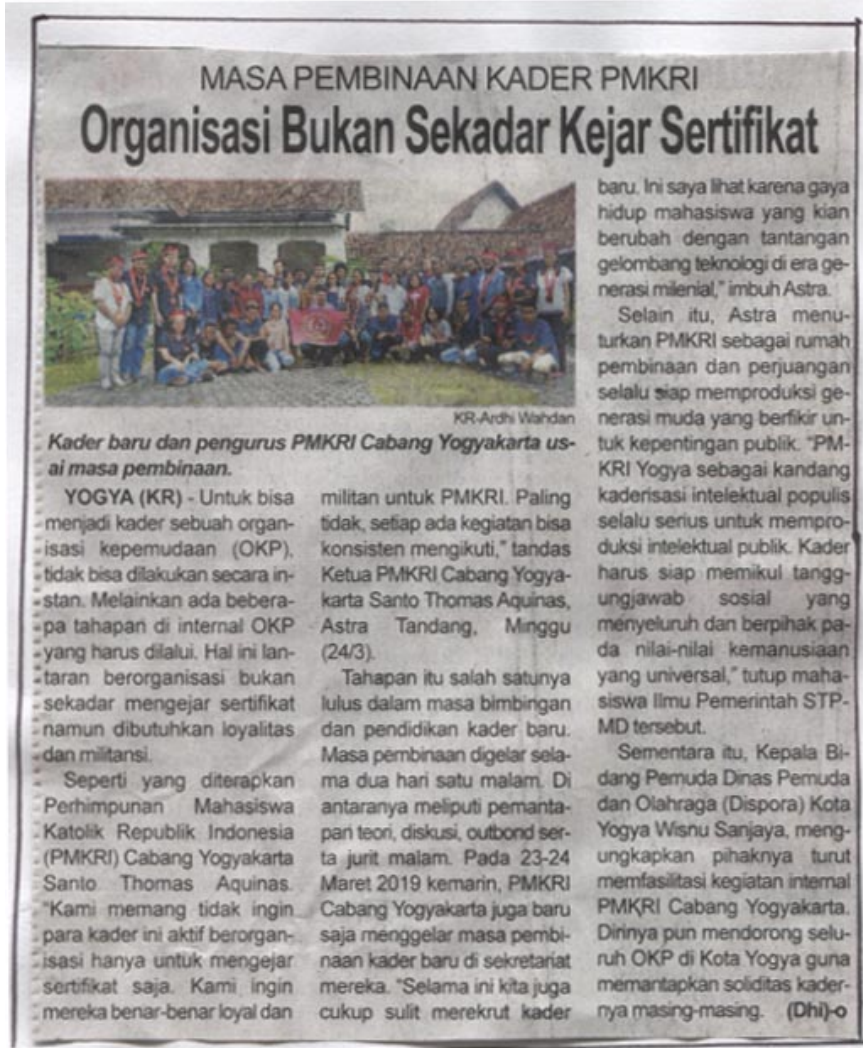 MASA PEMBINAAN KADER PMKRI
Organisasi Bukan Sekadar Kejar Sertifikat
KR-Ardhi Wahdan
Kader baru dan pengurus PMKRI Cabang Yogyakarta us-
ai masa pembinaan.
YOGYA (KR) - Untuk bisa
menjadi kader sebuah organ-
isasi kepemudaan (OKP),
tidak bisa dilakukan secara in-
stan. Melainkan ada bebera-
pa tahapan di internal OKP
yang harus dilalui. Hal ini lan-
taran berorganisasi bukan
sekadar mengejar sertifikat
namun dibutuhkan loyalitas
dan militansi.
Seperti yang diterapkan
Perhimpunan Mahasiswa
Katolik Republik Indonesia
(PMKRI) Cabang Yogyakarta
Santo Thomas Aquinas.
"Kami memang tidak ingin
para kader ini aktif berorgan-
isasi hanya untuk mengejar
sertifikat saja. Kami ingin
mereka benar-benar loyal dan
militan untuk PMKRI. Paling
tidak, setiap ada kegiatan bisa
konsisten mengikuti," tandas
Ketua PMKRI Cabang Yogya-
karta Santo Thomas Aquinas,
Astra Tandang, Minggu
(24/3).
Tahapan itu salah satunya
lulus dalam masa bimbingan
dan pendidikan kader baru.
Masa pembinaan digelar sela-
ma dua hari satu malam. Di
antaranya meliputi pemanta-
pan teori, diskusi, outbond ser-
ta jurit malam. Pada 23-24
Maret 2019 kemarin, PMKRI
Cabang Yogyakarta juga baru
saja menggelar masa pembi-
naan kader baru di sekretariat
mereka. "Selama ini kita juga
cukup sulit merekrut kader
baru. Ini saya lihat karena gaya
hidup mahasiswa yang kian
berubah dengan tantangan
gelombang teknologi di era ge-
nerasi milenial," imbuh Astra.
Selain itu, Astra menu-
turkan PMKRI sebagai rumah
pembinaan dan perjuangan
selalu siap memproduksi ge-
nerasi muda yang berfikir un-
tuk kepentingan publik. "PM-
KRI Yogya sebagai kandang
kaderisasi intelektual populis
selalu serius untuk mempro-
duksi intelektual publik. Kader
harus siap memikul tangg-
ungjawab sosial yang
menyeluruh dan berpihak pa-
da nilai-nilai kemanusiaan
yang universal," tutup maha-
siswa Ilmu Pemerintah STP-
MD tersebut.
Sementara itu, Kepala Bi-
dang Pemuda Dinas Pemuda
dan Olahraga (Dispora) Kota
Yogya Wisnu Sanjaya, meng-
ungkapkan pihaknya turut
memfasilitasi kegiatan internal
PMKRI Cabang Yogyakarta.
Dirinya pun mendorong selu-
ruh OKP di Kota Yogya guna
memantapkan soliditas kader-
nya masing-masing. (Dhi)-o